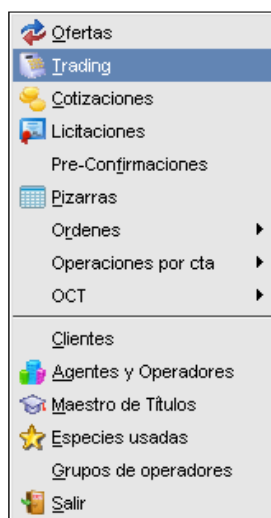 Ofertas
Trading
Cotizaciones
Licitaciones
Pre-Confirmaciones
Pizarras
Ordenes
Operaciones por cta
OCT
Clientes
Agentes y Operadores
Maestro de Títulos
Especies usadas
Grupos de operadores
Salir